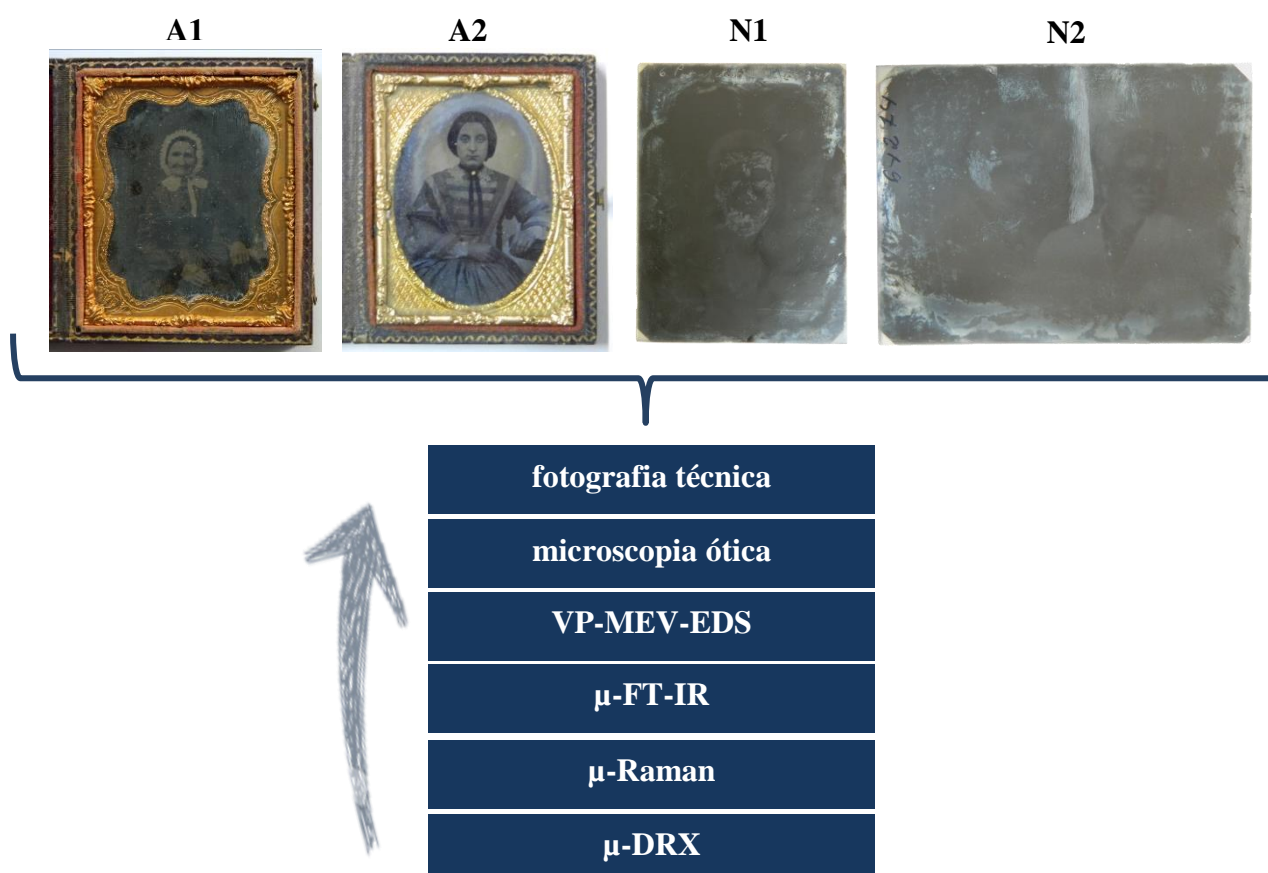 A1 A2 N1 N2
fotografia técnica
microscopia ótica
VP-MEV-EDS
µ-FT-IR
µ-Raman
µ-DRX